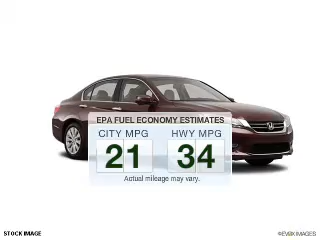 EPA FUEL ECONOMY ESTIMATES
CITY MPG HWY MPG
21 34
Actual mileage may vary.
STOCK IMAGE ©EVOX IMAGES